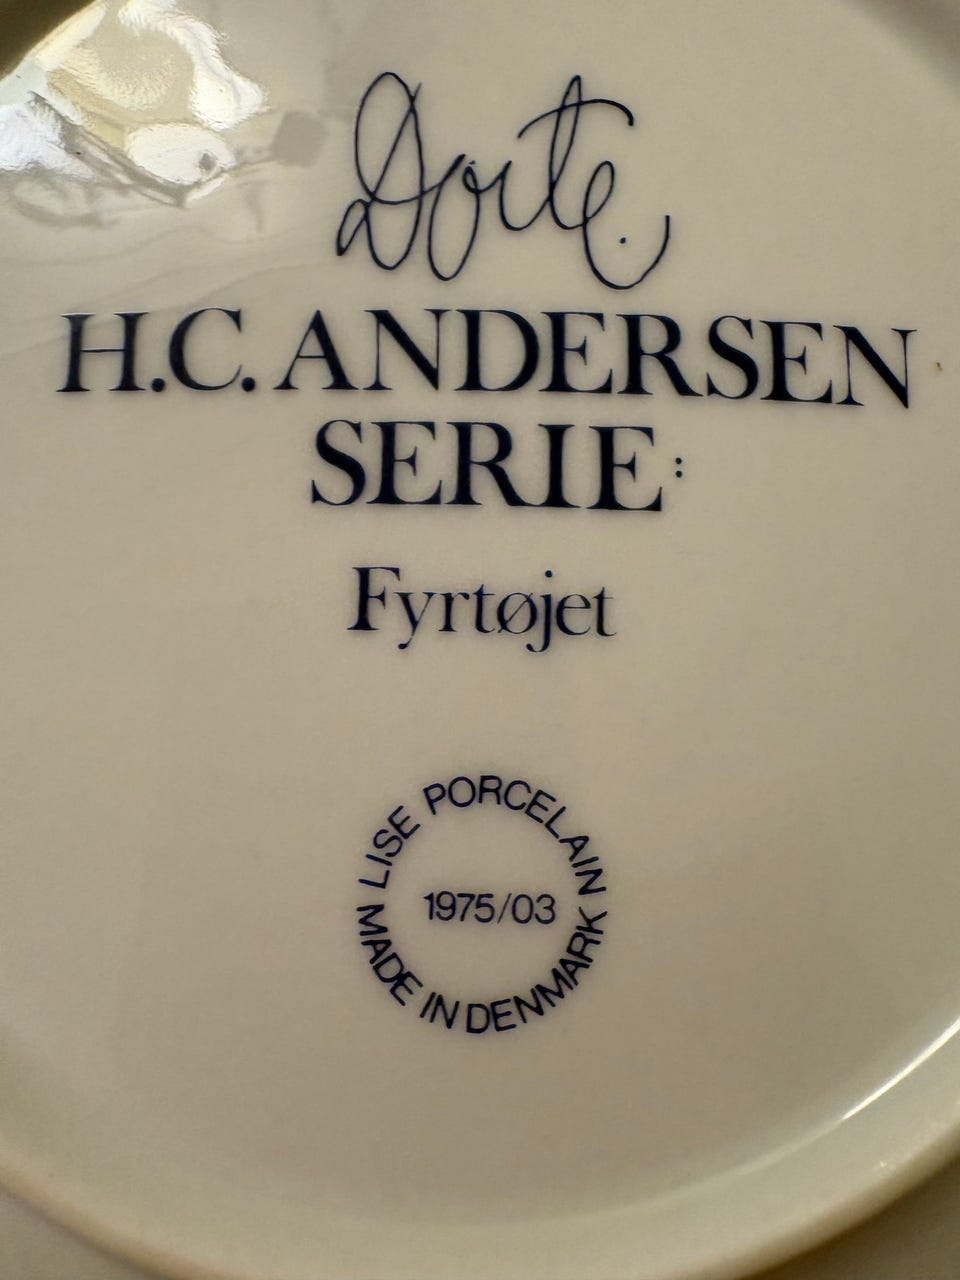 Dorte.
H.C. ANDERSEN
SERIE:
Fyrtøjet
LISE PORCELAIN
1975/03
MADE IN DENMARK